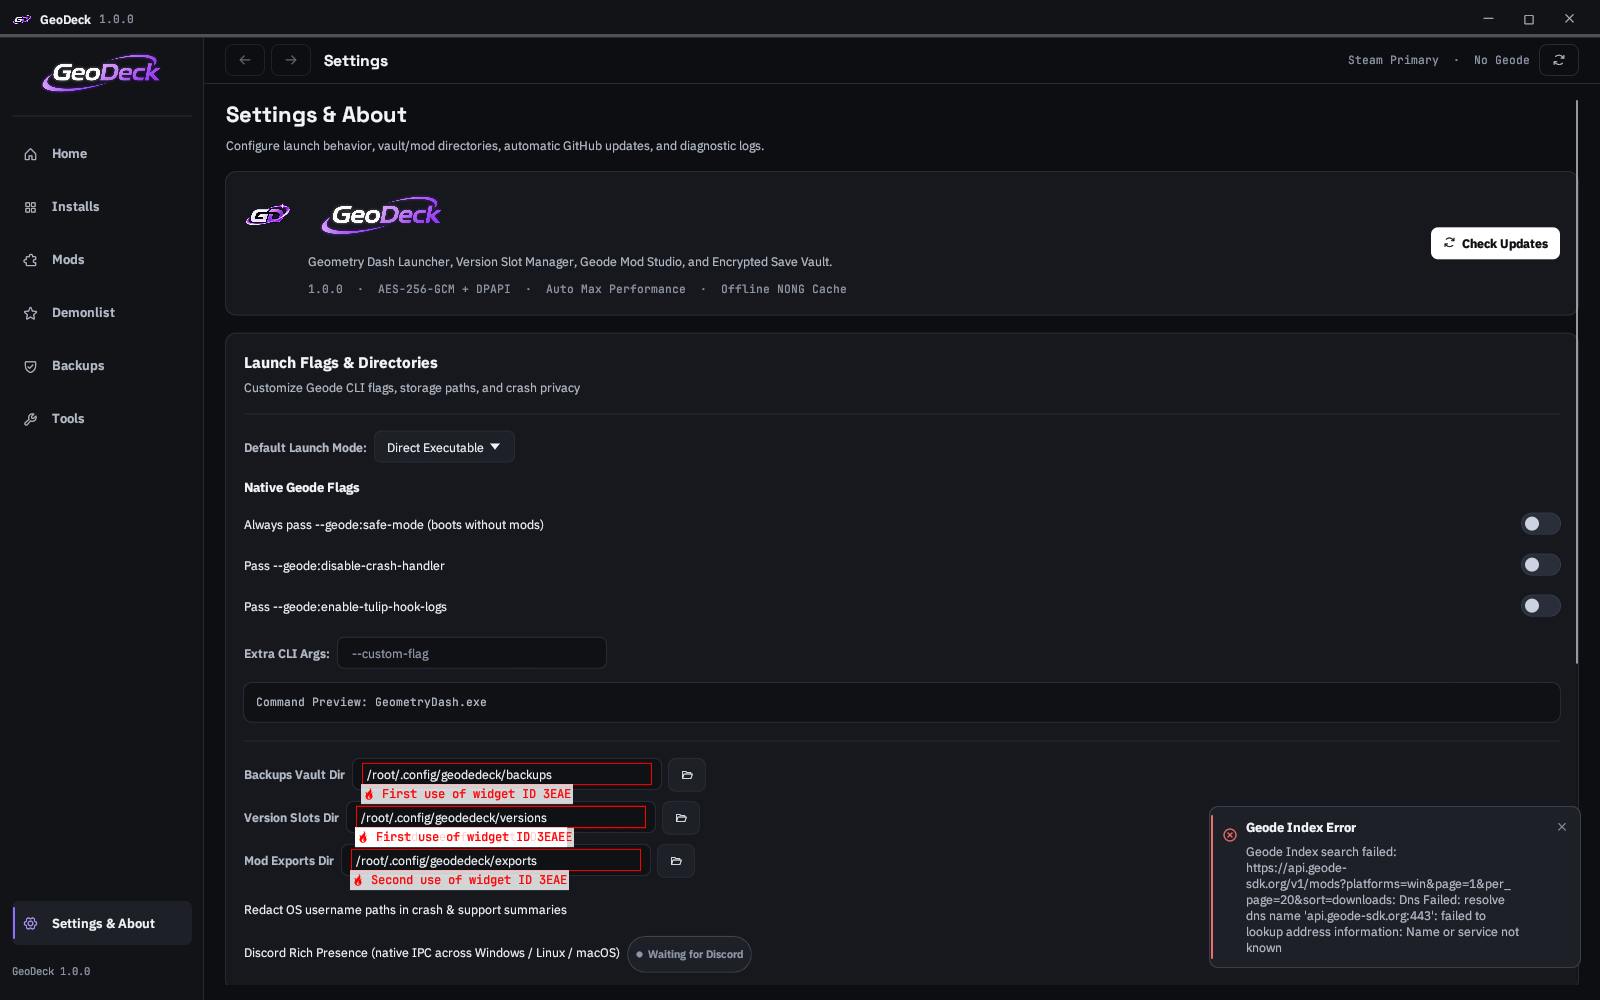 GeoDeck 1.0.0
GeoDeck
Settings
Steam Primary · No Geode
Home
Installs
Mods
Demonlist
Backups
Tools
Settings & About
GeoDeck 1.0.0
Settings & About
Configure launch behavior, vault/mod directories, automatic GitHub updates, and diagnostic logs.
GD GeoDeck
Geometry Dash Launcher, Version Slot Manager, Geode Mod Studio, and Encrypted Save Vault.
1.0.0 · AES-256-GCM + DPAPI · Auto Max Performance · Offline NONG Cache
Check Updates
Launch Flags & Directories
Customize Geode CLI flags, storage paths, and crash privacy
Default Launch Mode: Direct Executable
Native Geode Flags
Always pass --geode:safe-mode (boots without mods)
Pass --geode:disable-crash-handler
Pass --geode:enable-tulip-hook-logs
Extra CLI Args: --custom-flag
Command Preview: GeometryDash.exe
Backups Vault Dir /root/.config/geodedeck/backups
First use of widget ID 3EAE
Version Slots Dir /root/.config/geodedeck/versions
First use of widget ID 3EAE
Mod Exports Dir /root/.config/geodedeck/exports
Second use of widget ID 3EAE
Redact OS username paths in crash & support summaries
Discord Rich Presence (native IPC across Windows / Linux / macOS) Waiting for Discord
Geode Index Error
Geode Index search failed:
https://api.geode-
sdk.org/v1/mods?platforms=win&page=1&per_
page=20&sort=downloads: Dns Failed: resolve
dns name 'api.geode-sdk.org:443': failed to
lookup address information: Name or service not
known